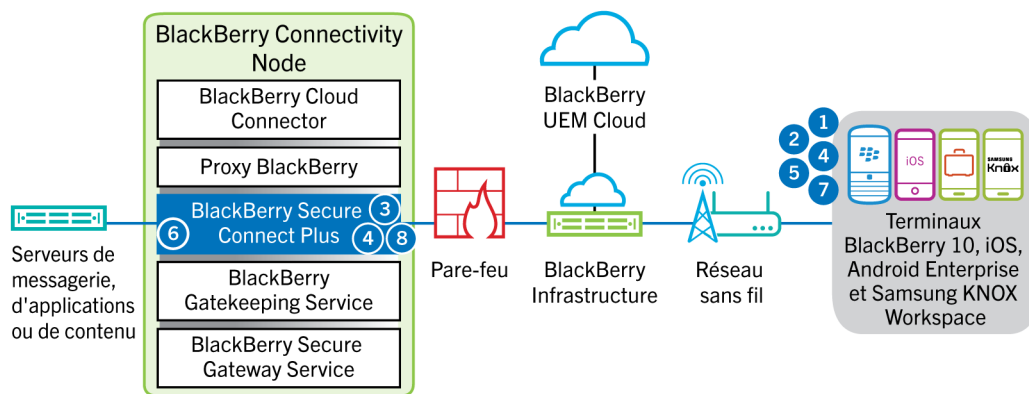 BlackBerry Connectivity
Node
BlackBerry Cloud
Connector
Proxy BlackBerry
BlackBerry Secure
Connect Plus
3
6
4
8
BlackBerry
Gatekeeping Service
BlackBerry Secure
Gateway Service
Serveurs de
messagerie,
d'applications
ou de contenu
Pare-feu
BlackBerry
UEM Cloud
BlackBerry
Infrastructure
Réseau
sans fil
1
2
4
5
7
iOS
SAMSUNG
Knox
Terminaux
BlackBerry 10, iOS,
Android Enterprise
et Samsung KNOX
Workspace